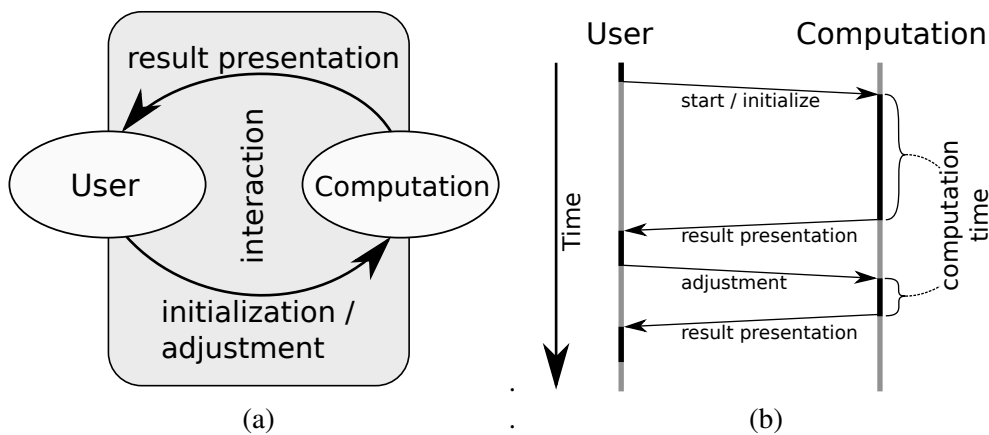 result presentation
User
interaction
Computation
initialization /
adjustment
(a)
.
.
User
Computation
Time
start / initialize
result presentation
adjustment
result presentation
computation
time
(b)